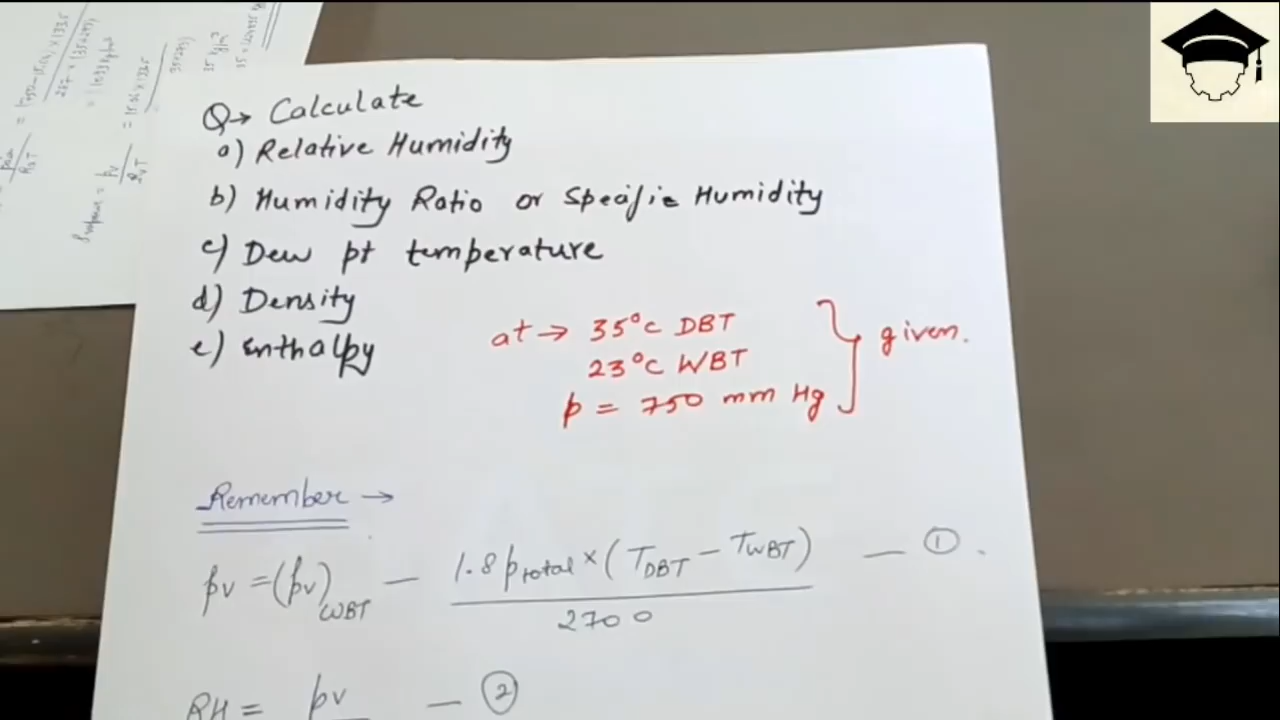 Q→ Calculate
a) Relative Humidity
b) Humidity Ratio or Specific Humidity
c) Dew pt temperature
d) Density
e) Enthalpy
at → 35°C DBT
23°C WBT
p = 750 mm Hg
given.
Remember →
pv = (pv)WBT − 1.8 ptotal × (TDBT − TWBT) / 2700 — ①.
RH = pv — ②